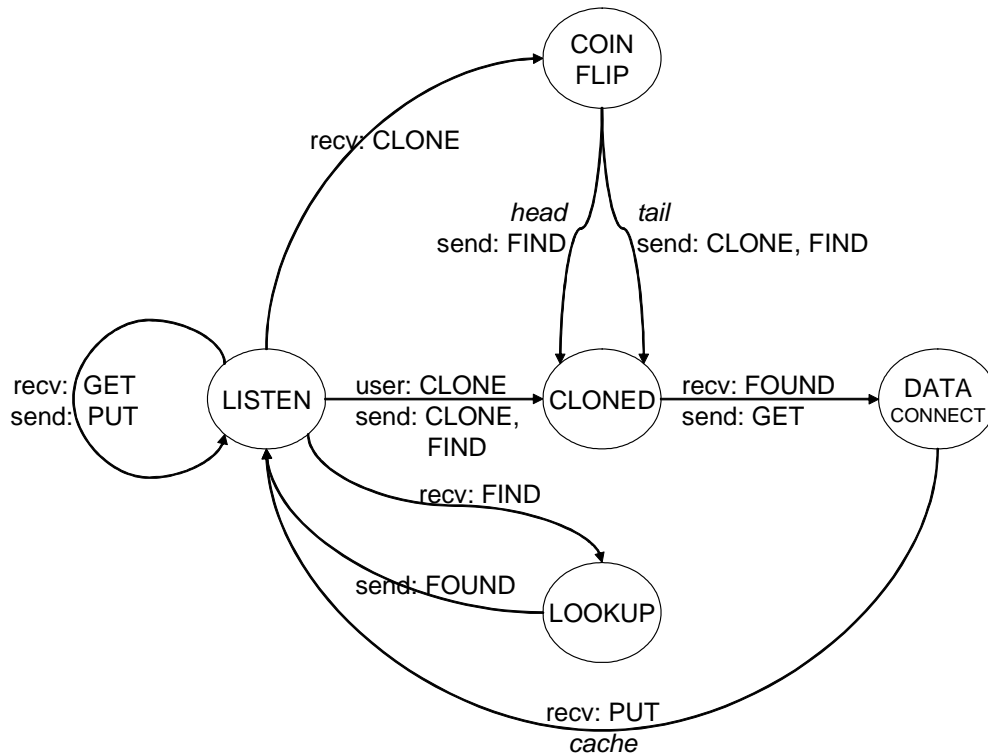 COIN
FLIP
recv: CLONE
head
send: FIND
tail
send: CLONE, FIND
recv: GET
send: PUT
LISTEN
user: CLONE
send: CLONE,
FIND
CLONED
recv: FOUND
send: GET
DATA
CONNECT
recv: FIND
send: FOUND
LOOKUP
recv: PUT
cache